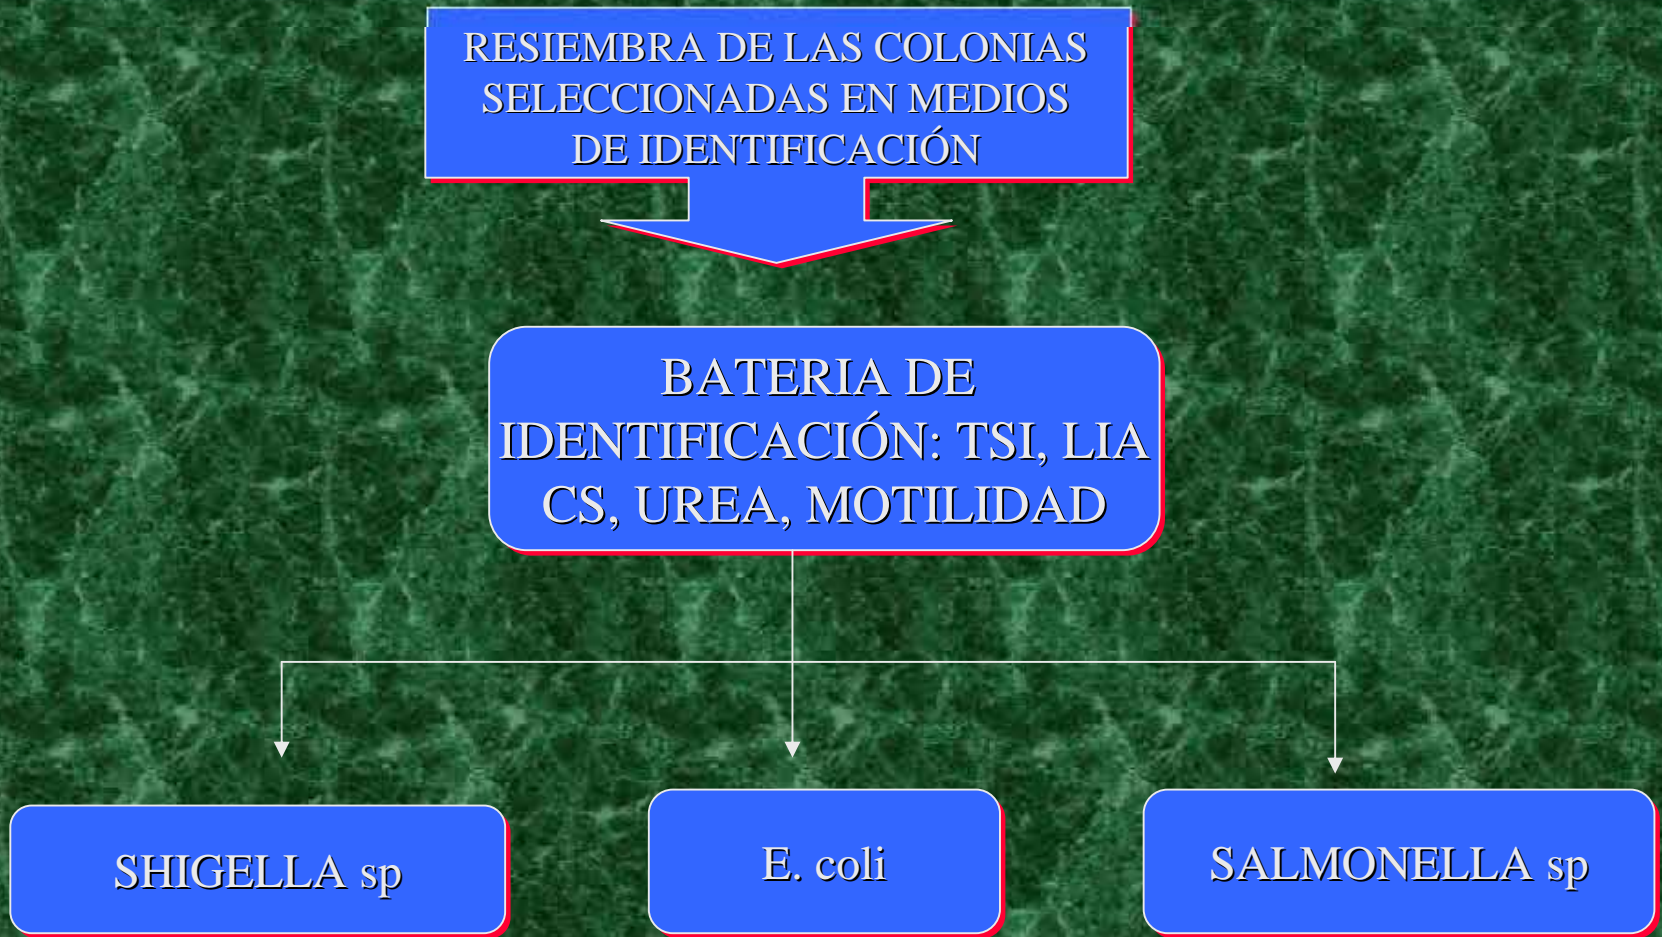 RESIEMBRA DE LAS COLONIAS
SELECCIONADAS EN MEDIOS
DE IDENTIFICACIÓN
BATERIA DE
IDENTIFICACIÓN: TSI, LIA
CS, UREA, MOTILIDAD
SHIGELLA sp
E. coli
SALMONELLA sp